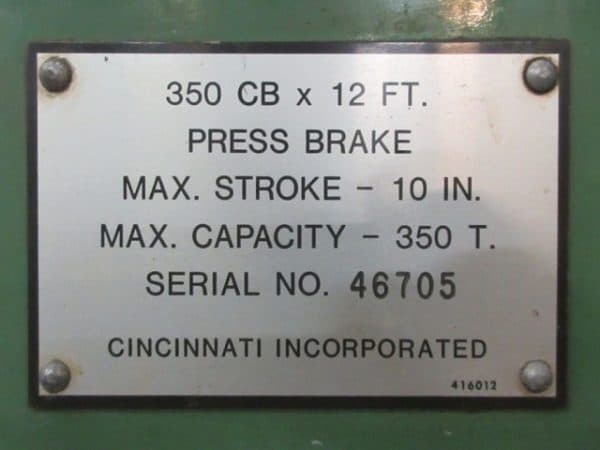 350 CB x 12 FT.
PRESS BRAKE
MAX. STROKE – 10 IN.
MAX. CAPACITY – 350 T.
SERIAL NO. 46705
CINCINNATI INCORPORATED
416012